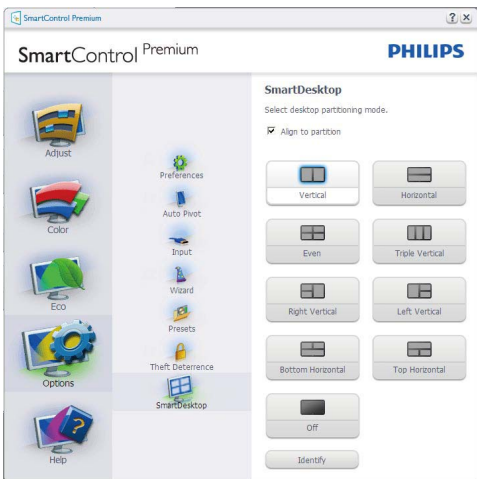 SmartControl Premium
SmartControl Premium
PHILIPS
Adjust
Color
Eco
Options
Help
Preferences
Auto Pivot
Input
Wizard
Presets
Theft Deterrence
SmartDesktop
SmartDesktop
Select desktop partitioning mode.
Align to partition
Vertical
Horizontal
Even
Triple Vertical
Right Vertical
Left Vertical
Bottom Horizontal
Top Horizontal
Off
Identify